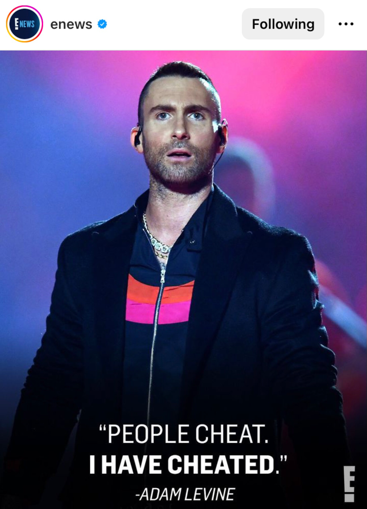 E NEWS
enews
Following
“PEOPLE CHEAT.
I HAVE CHEATED.”
-ADAM LEVINE
E!